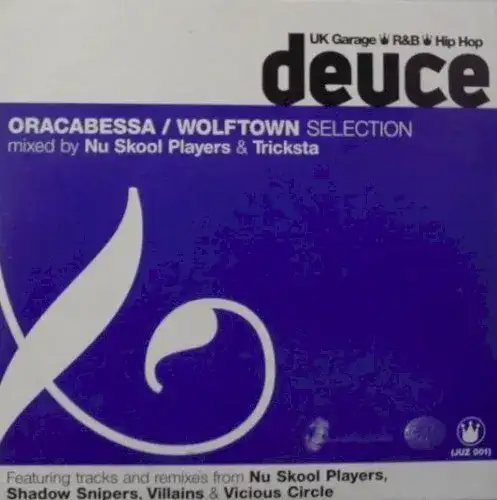 UK Garage R&B Hip Hop
deuce
ORACABESSA / WOLFTOWN SELECTION
mixed by Nu Skool Players & Tricksta
(JUZ 001)
Featuring tracks and remixes from Nu Skool Players,
Shadow Snipers, Villains & Vicious Circle